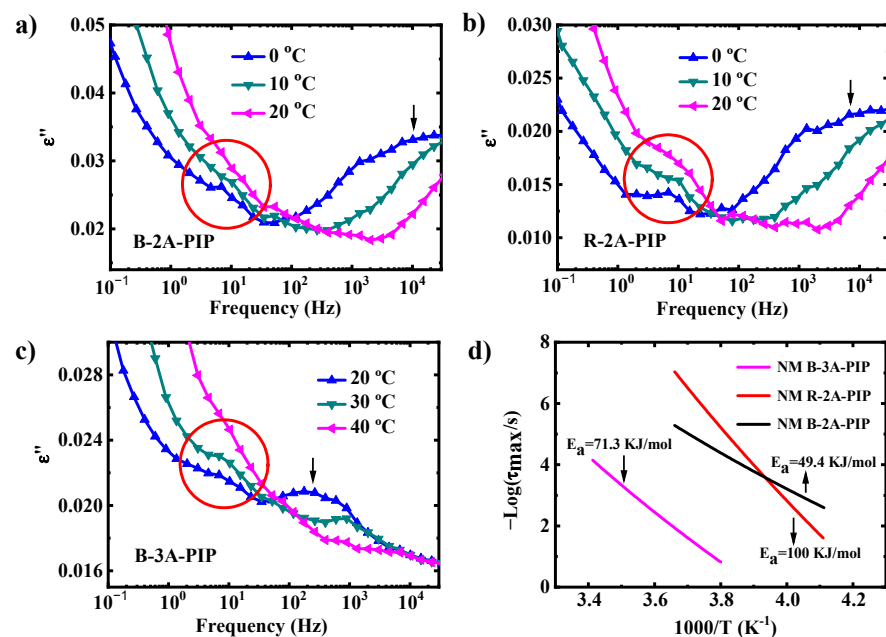 a)
0.05
0.04
0.03
0.02
ε''
0 °C
10 °C
20 °C
B-2A-PIP
10⁻¹ 10⁰ 10¹ 10² 10³ 10⁴
Frequency (Hz)
b)
0.030
0.025
0.020
0.015
0.010
ε''
0 °C
10 °C
20 °C
R-2A-PIP
10⁻¹ 10⁰ 10¹ 10² 10³ 10⁴
Frequency (Hz)
c)
0.028
0.024
0.020
0.016
ε''
20 °C
30 °C
40 °C
B-3A-PIP
10⁻¹ 10⁰ 10¹ 10² 10³ 10⁴
Frequency (Hz)
d)
8
6
4
2
0
−Log(τmax/s)
NM B-3A-PIP
NM R-2A-PIP
NM B-2A-PIP
Eₐ=71.3 KJ/mol
Eₐ=49.4 KJ/mol
Eₐ=100 KJ/mol
3.4 3.6 3.8 4.0 4.2
1000/T (K⁻¹)